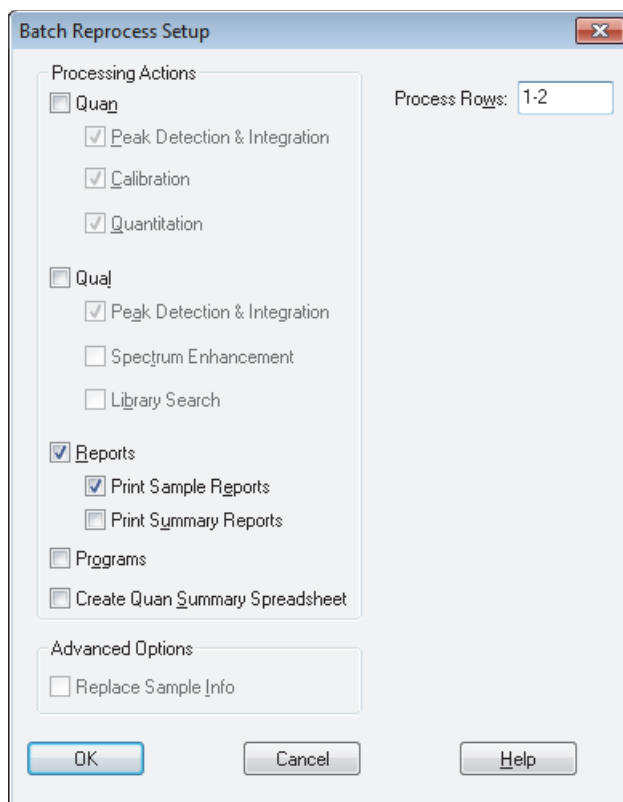 Batch Reprocess Setup
Processing Actions
Quan
Peak Detection & Integration
Calibration
Quantitation
Qual
Peak Detection & Integration
Spectrum Enhancement
Library Search
Reports
Print Sample Reports
Print Summary Reports
Programs
Create Quan Summary Spreadsheet
Process Rows: 1-2
Advanced Options
Replace Sample Info
OK Cancel Help